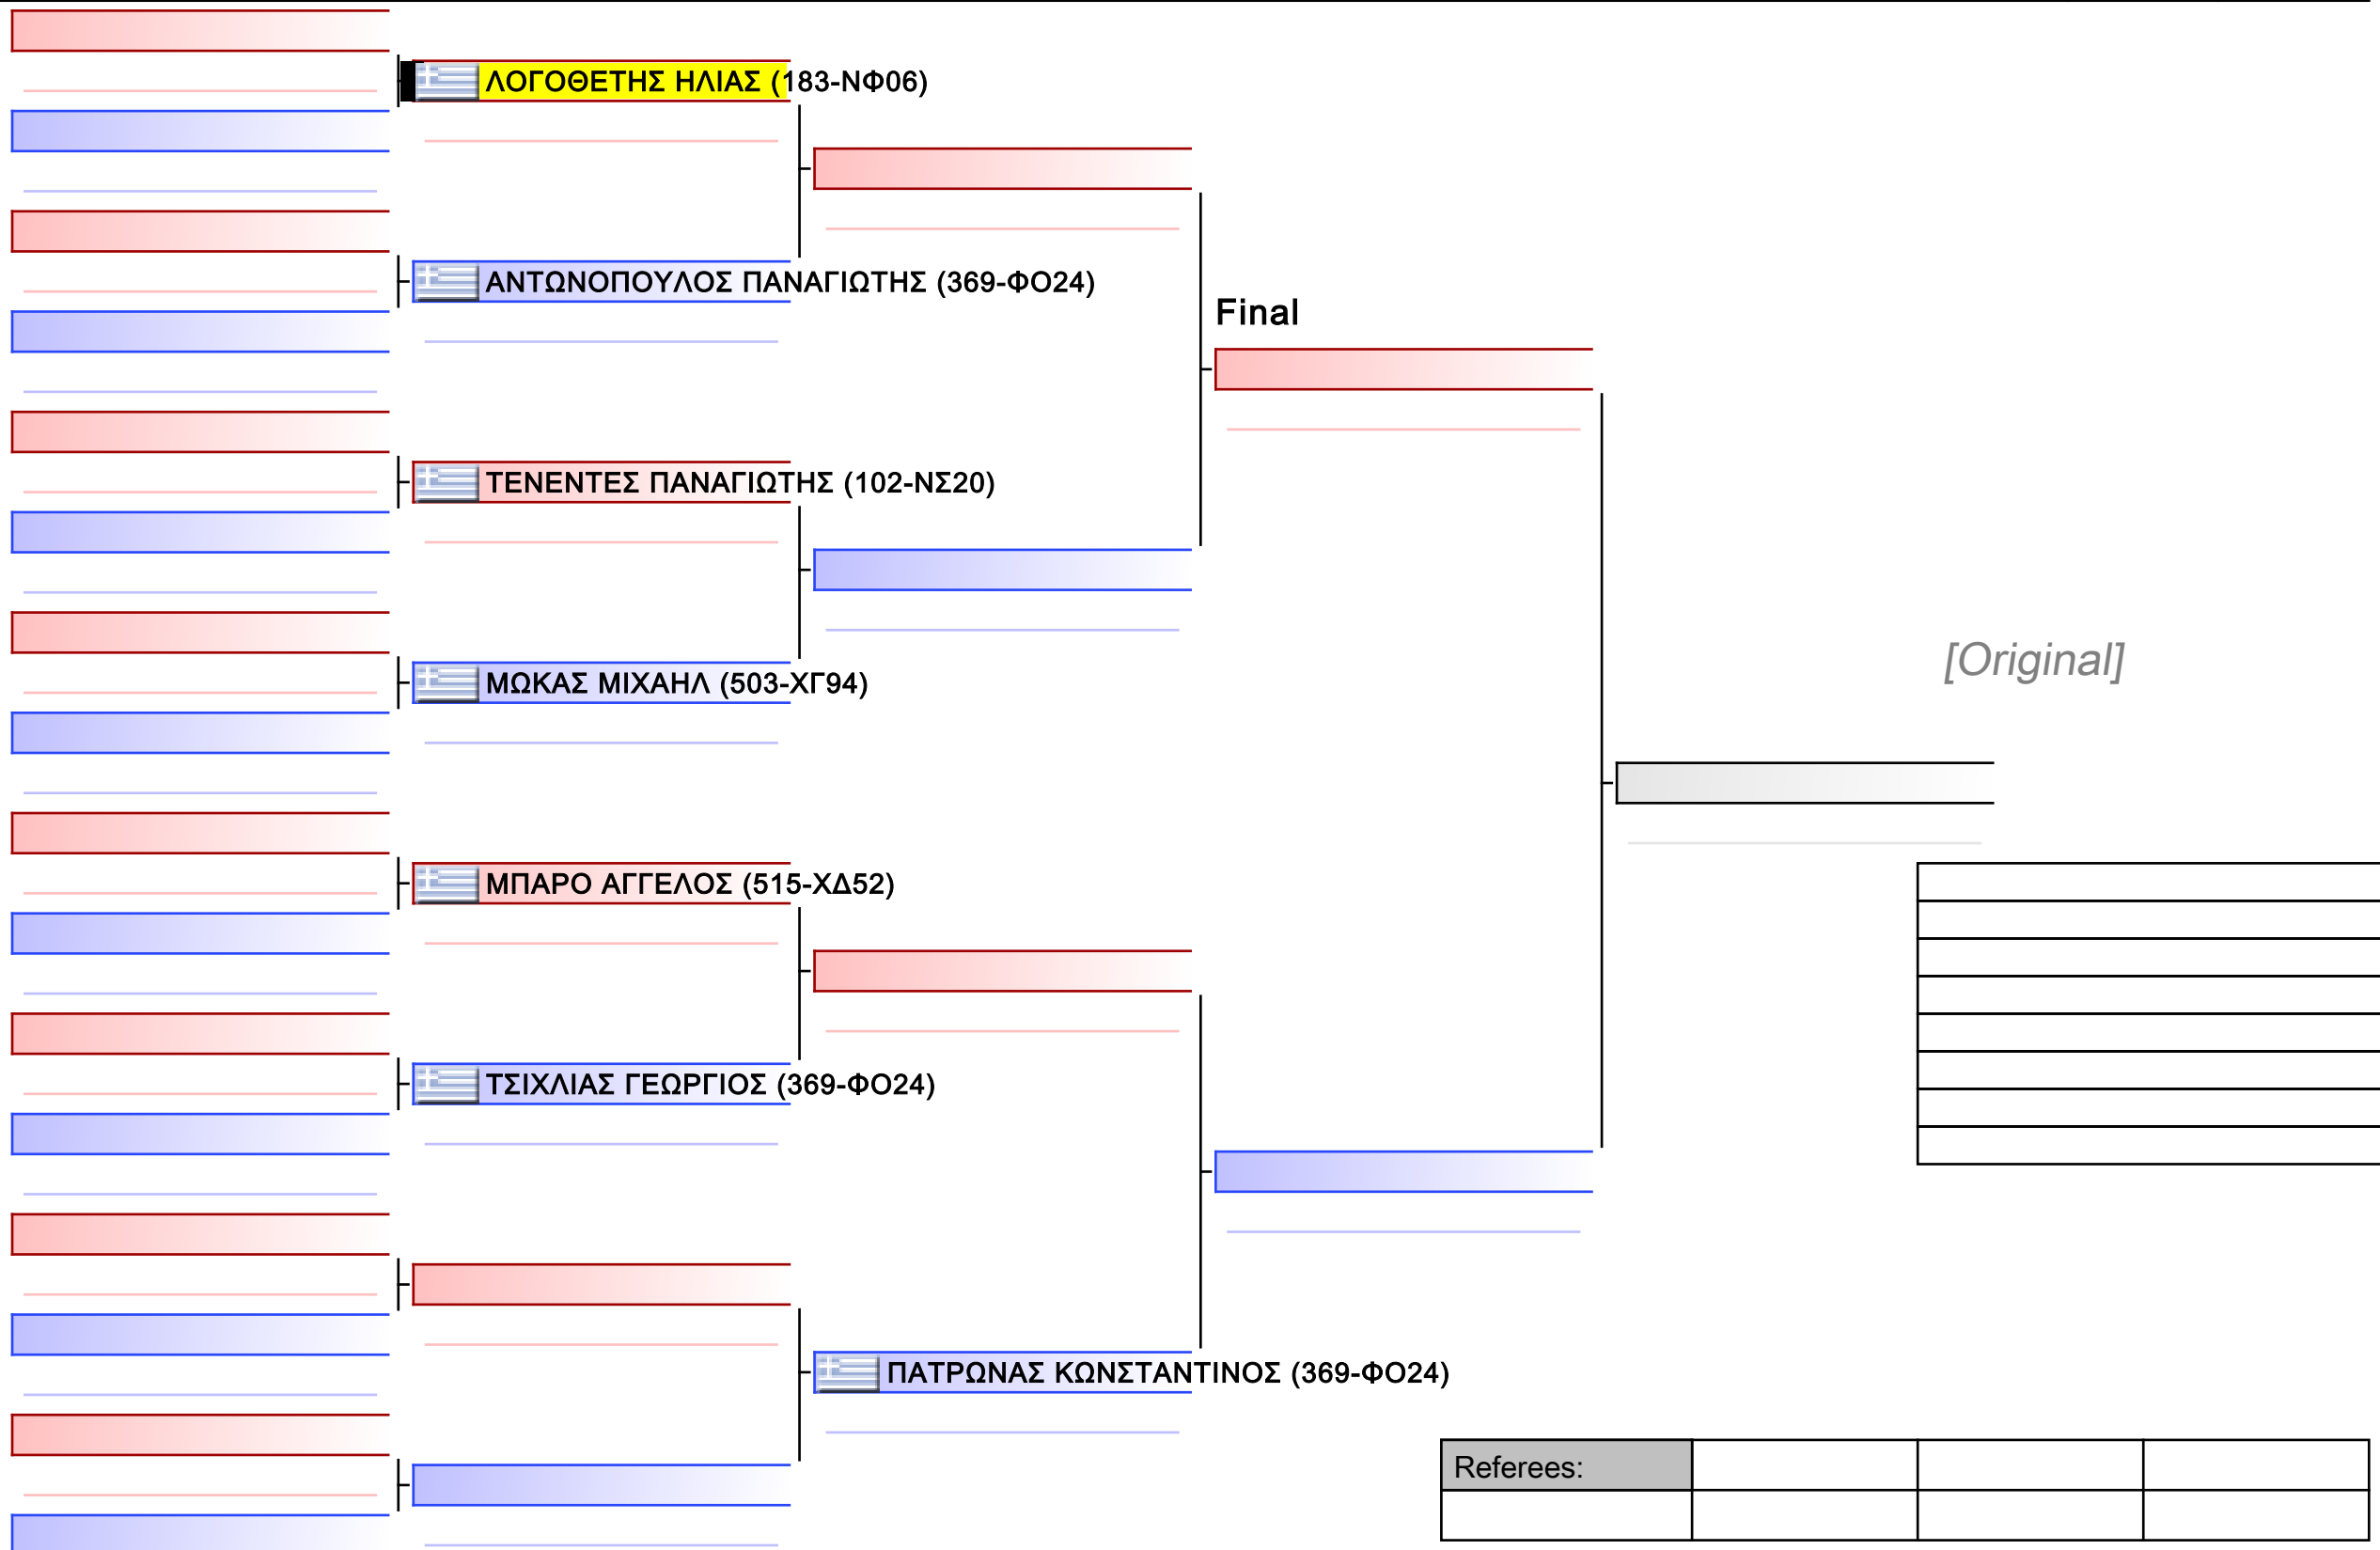 ΛΟΓΟΘΕΤΗΣ ΗΛΙΑΣ (183-ΝΦ06)
ΑΝΤΩΝΟΠΟΥΛΟΣ ΠΑΝΑΓΙΩΤΗΣ (369-ΦΟ24)
Final
ΤΕΝΕΝΤΕΣ ΠΑΝΑΓΙΩΤΗΣ (102-ΝΣ20)
[Original]
ΜΩΚΑΣ ΜΙΧΑΗΛ (503-ΧΓ94)
ΜΠΑΡΟ ΑΓΓΕΛΟΣ (515-ΧΔ52)
ΤΣΙΧΛΙΑΣ ΓΕΩΡΓΙΟΣ (369-ΦΟ24)
ΠΑΤΡΩΝΑΣ ΚΩΝΣΤΑΝΤΙΝΟΣ (369-ΦΟ24)
Referees: